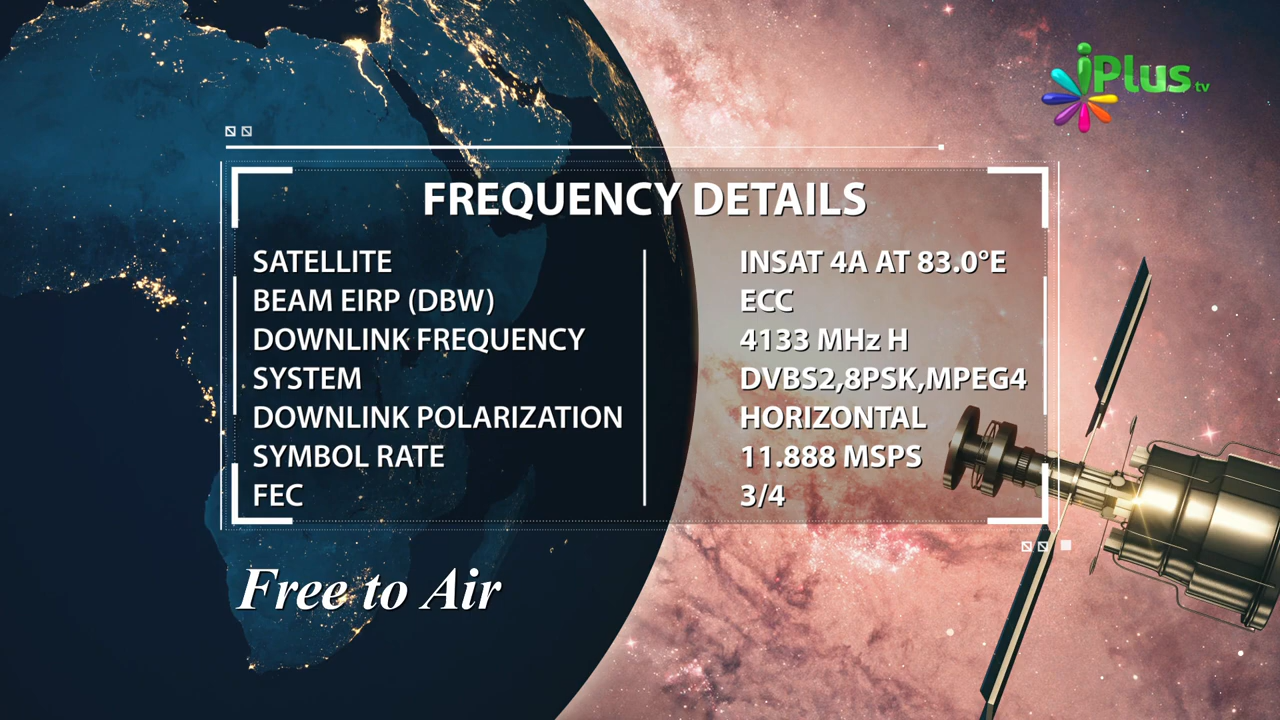 iPlus tv
FREQUENCY DETAILS
SATELLITE INSAT 4A AT 83.0°E
BEAM EIRP (DBW) ECC
DOWNLINK FREQUENCY 4133 MHz H
SYSTEM DVBS2,8PSK,MPEG4
DOWNLINK POLARIZATION HORIZONTAL
SYMBOL RATE 11.888 MSPS
FEC 3/4
Free to Air